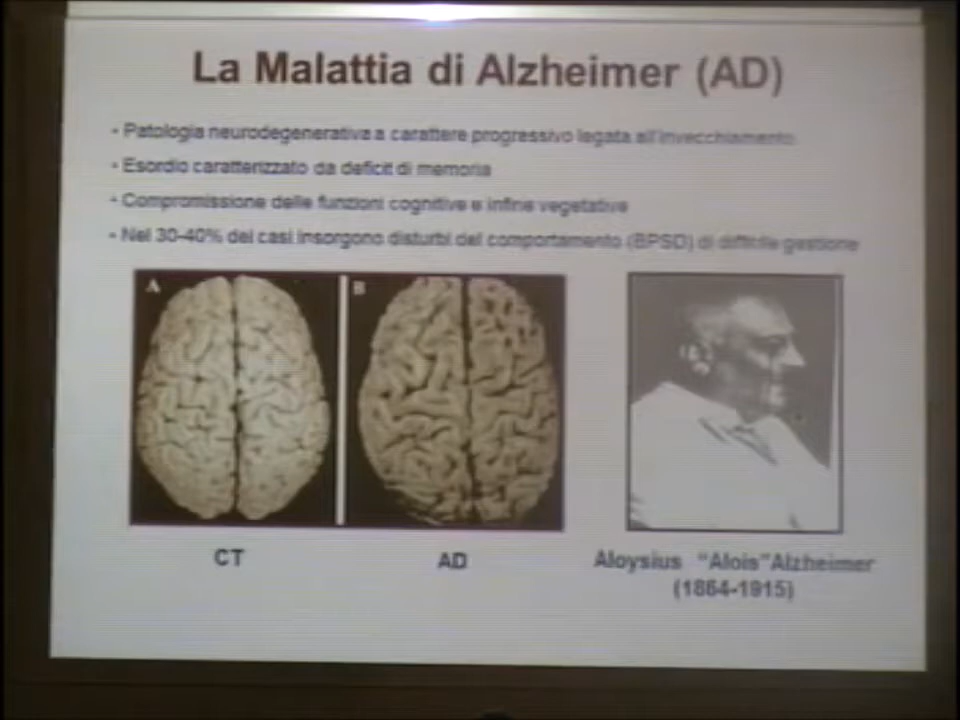 La Malattia di Alzheimer (AD)
• Patologia neurodegenerativa a carattere progressivo legata all'invecchiamento
• Esordio caratterizzato da deficit di memoria
• Compromissione delle funzioni cognitive e infine vegetative
• Nel 30-40% dei casi insorgono disturbi del comportamento (BPSD) di difficile gestione
A B
CT AD Aloysius "Alois"Alzheimer
(1864-1915)